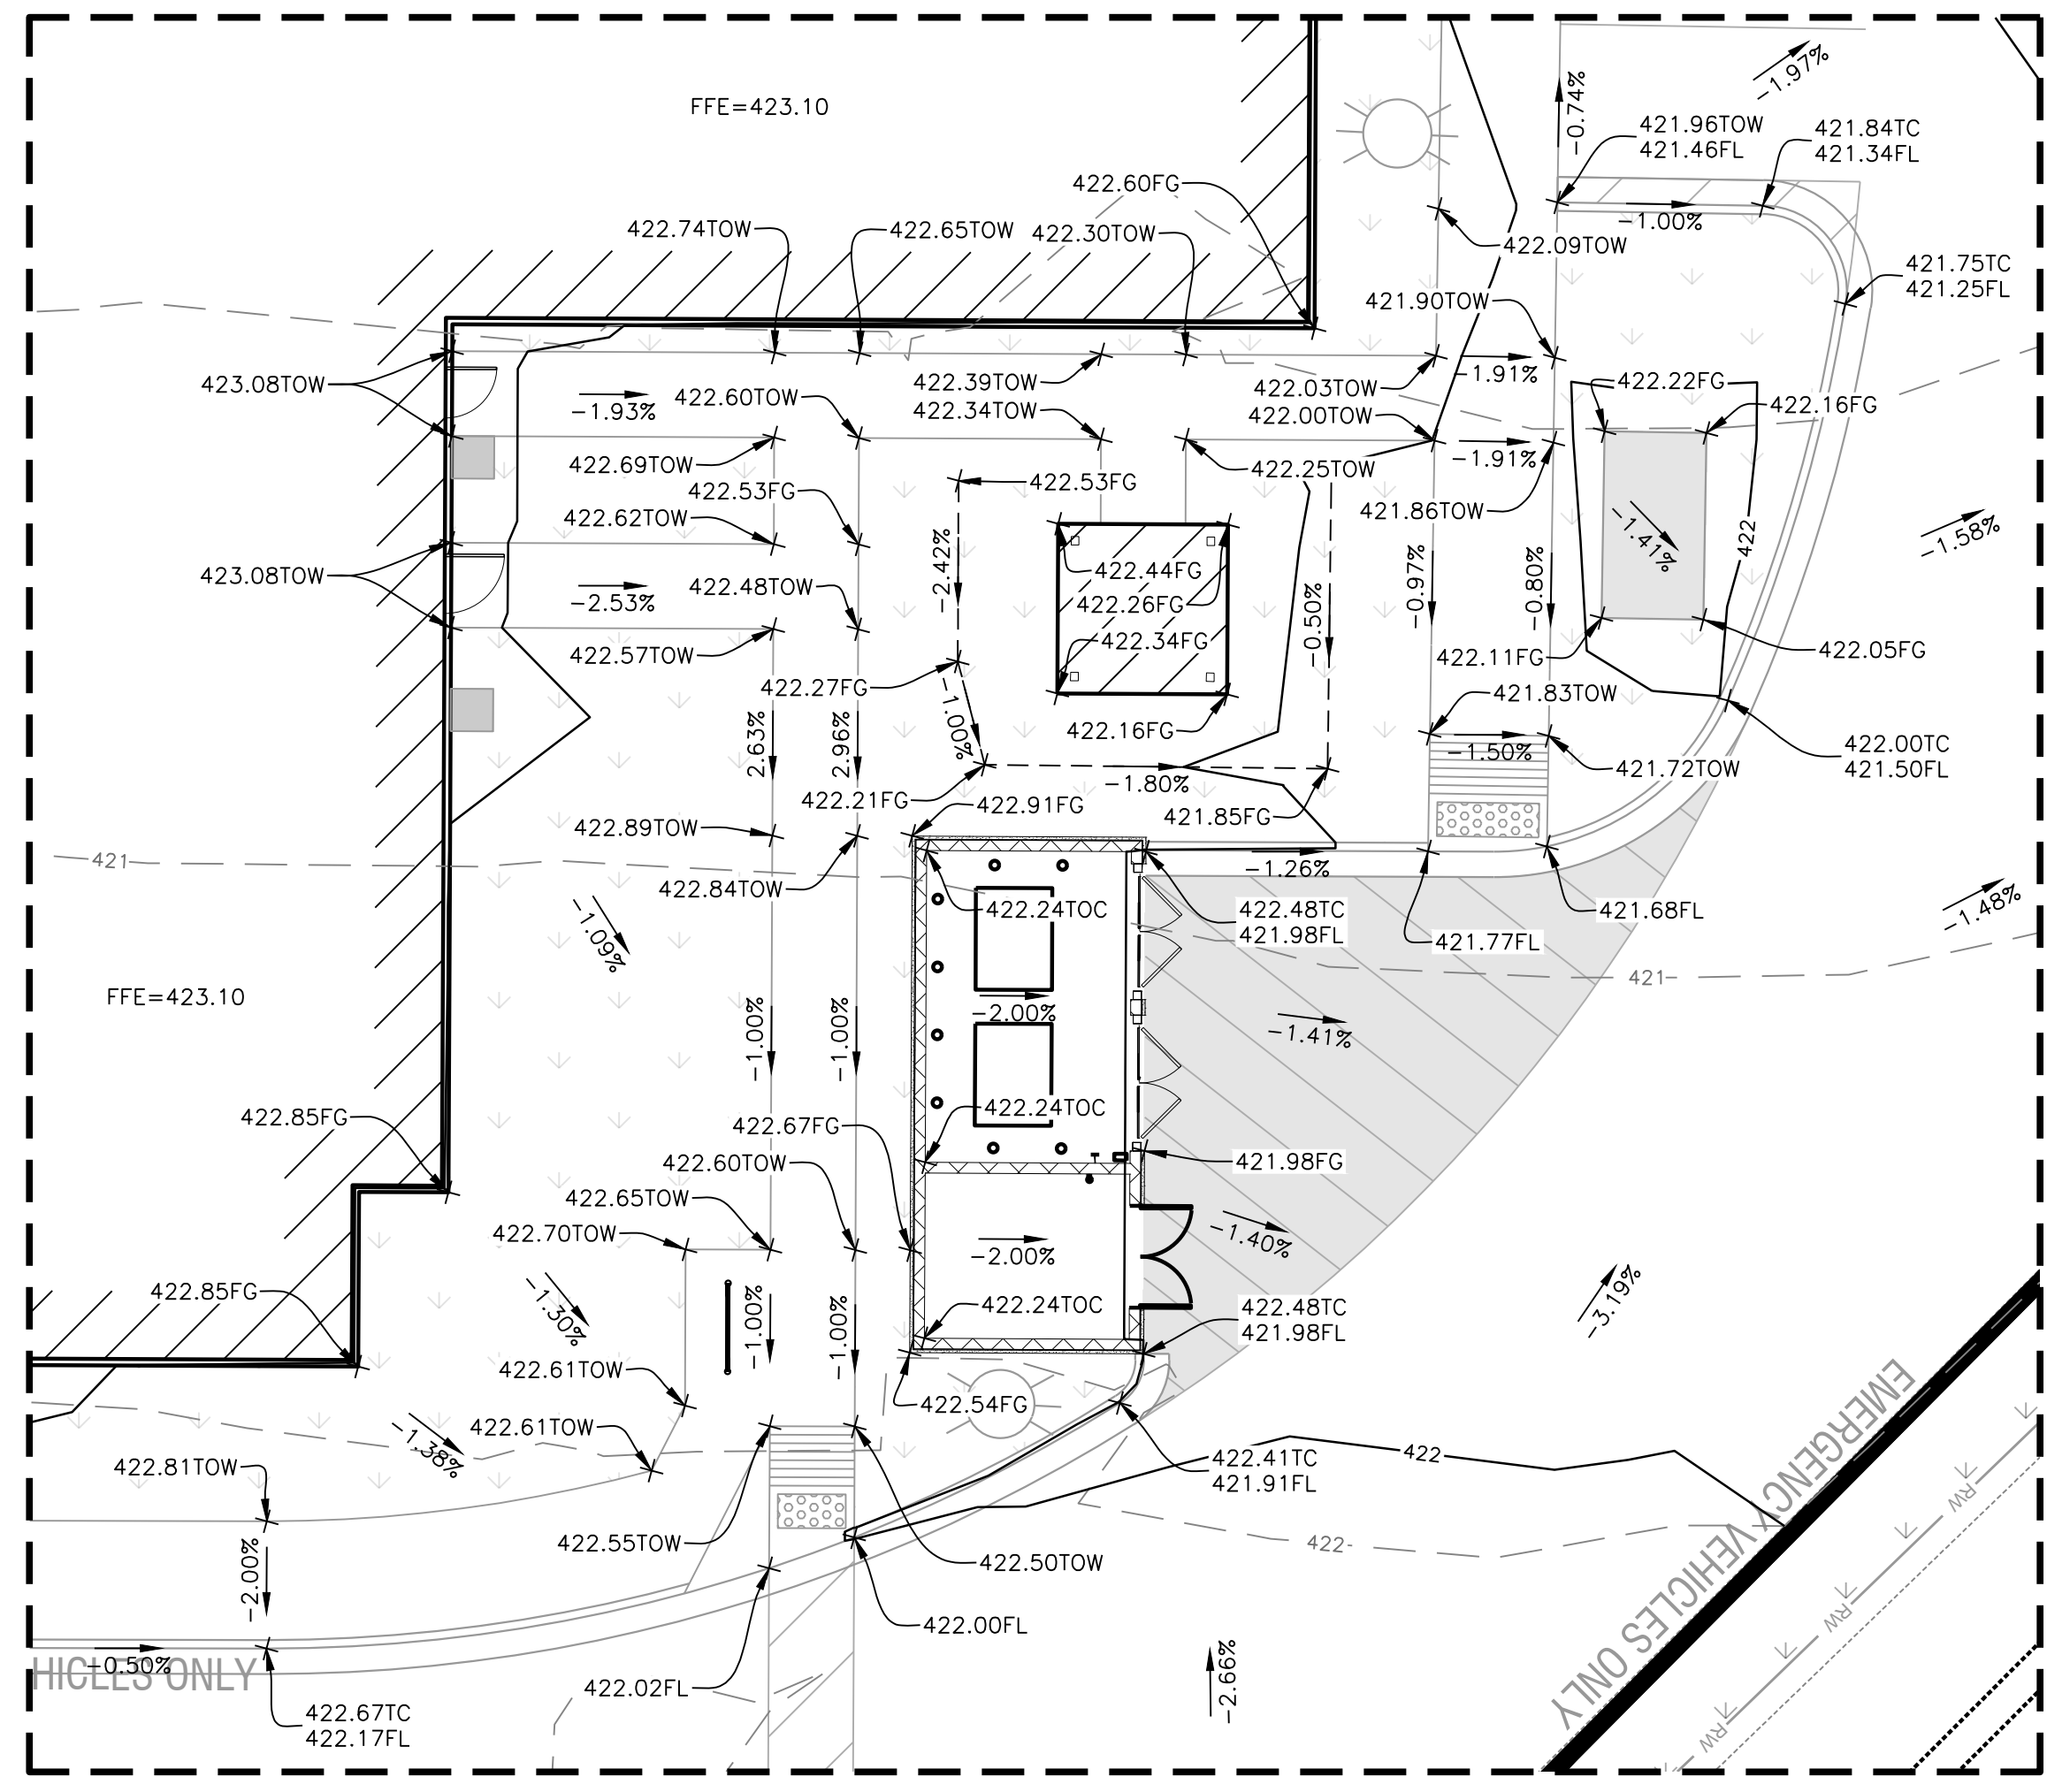 FFE=423.10
-0.74%
-1.97%
421.96TOW
421.46FL
421.84TC
421.34FL
422.60FG
422.74TOW
422.65TOW
422.30TOW
-1.00%
422.09TOW
421.75TC
421.25FL
421.90TOW
423.08TOW
-1.93%
422.60TOW
422.39TOW
422.34TOW
422.03TOW
422.00TOW
-1.91%
422.22FG
422.16FG
422.69TOW
422.53FG
422.53FG
422.25TOW
-1.91%
421.86TOW
422.62TOW
-1.41%
422
-1.58%
423.08TOW
-2.53%
422.48TOW
-2.42%
422.44FG
422.26FG
422.34FG
-0.50%
-0.97%
-0.80%
422.57TOW
422.27FG
422.11FG
422.05FG
421.83TOW
2.63%
2.96%
-1.00%
422.16FG
-1.50%
422.00TC
421.50FL
-1.80%
421.72TOW
422.21FG
422.91FG
421.85FG
422.89TOW
421
-1.26%
422.84TOW
422.24TOC
422.48TC
421.98FL
421.77FL
421.68FL
-1.48%
-1.09%
421
FFE=423.10
-1.00%
-1.00%
-2.00%
-1.41%
422.85FG
422.67FG
422.24TOC
422.60TOW
421.98FG
422.65TOW
422.70TOW
-2.00%
-1.40%
422.85FG
-1.30%
-1.00%
-1.00%
422.24TOC
422.48TC
421.98FL
-3.19%
422.61TOW
422.54FG
422.61TOW
-1.38%
422.81TOW
422.41TC
421.91FL
422
EMERGENCY VEHICLES ONLY
RW
422.55TOW
422.50TOW
422
-2.00%
RW
422.00FL
-0.50%
HICLES ONLY
422.02FL
-2.66%
422.67TC
422.17FL
RW